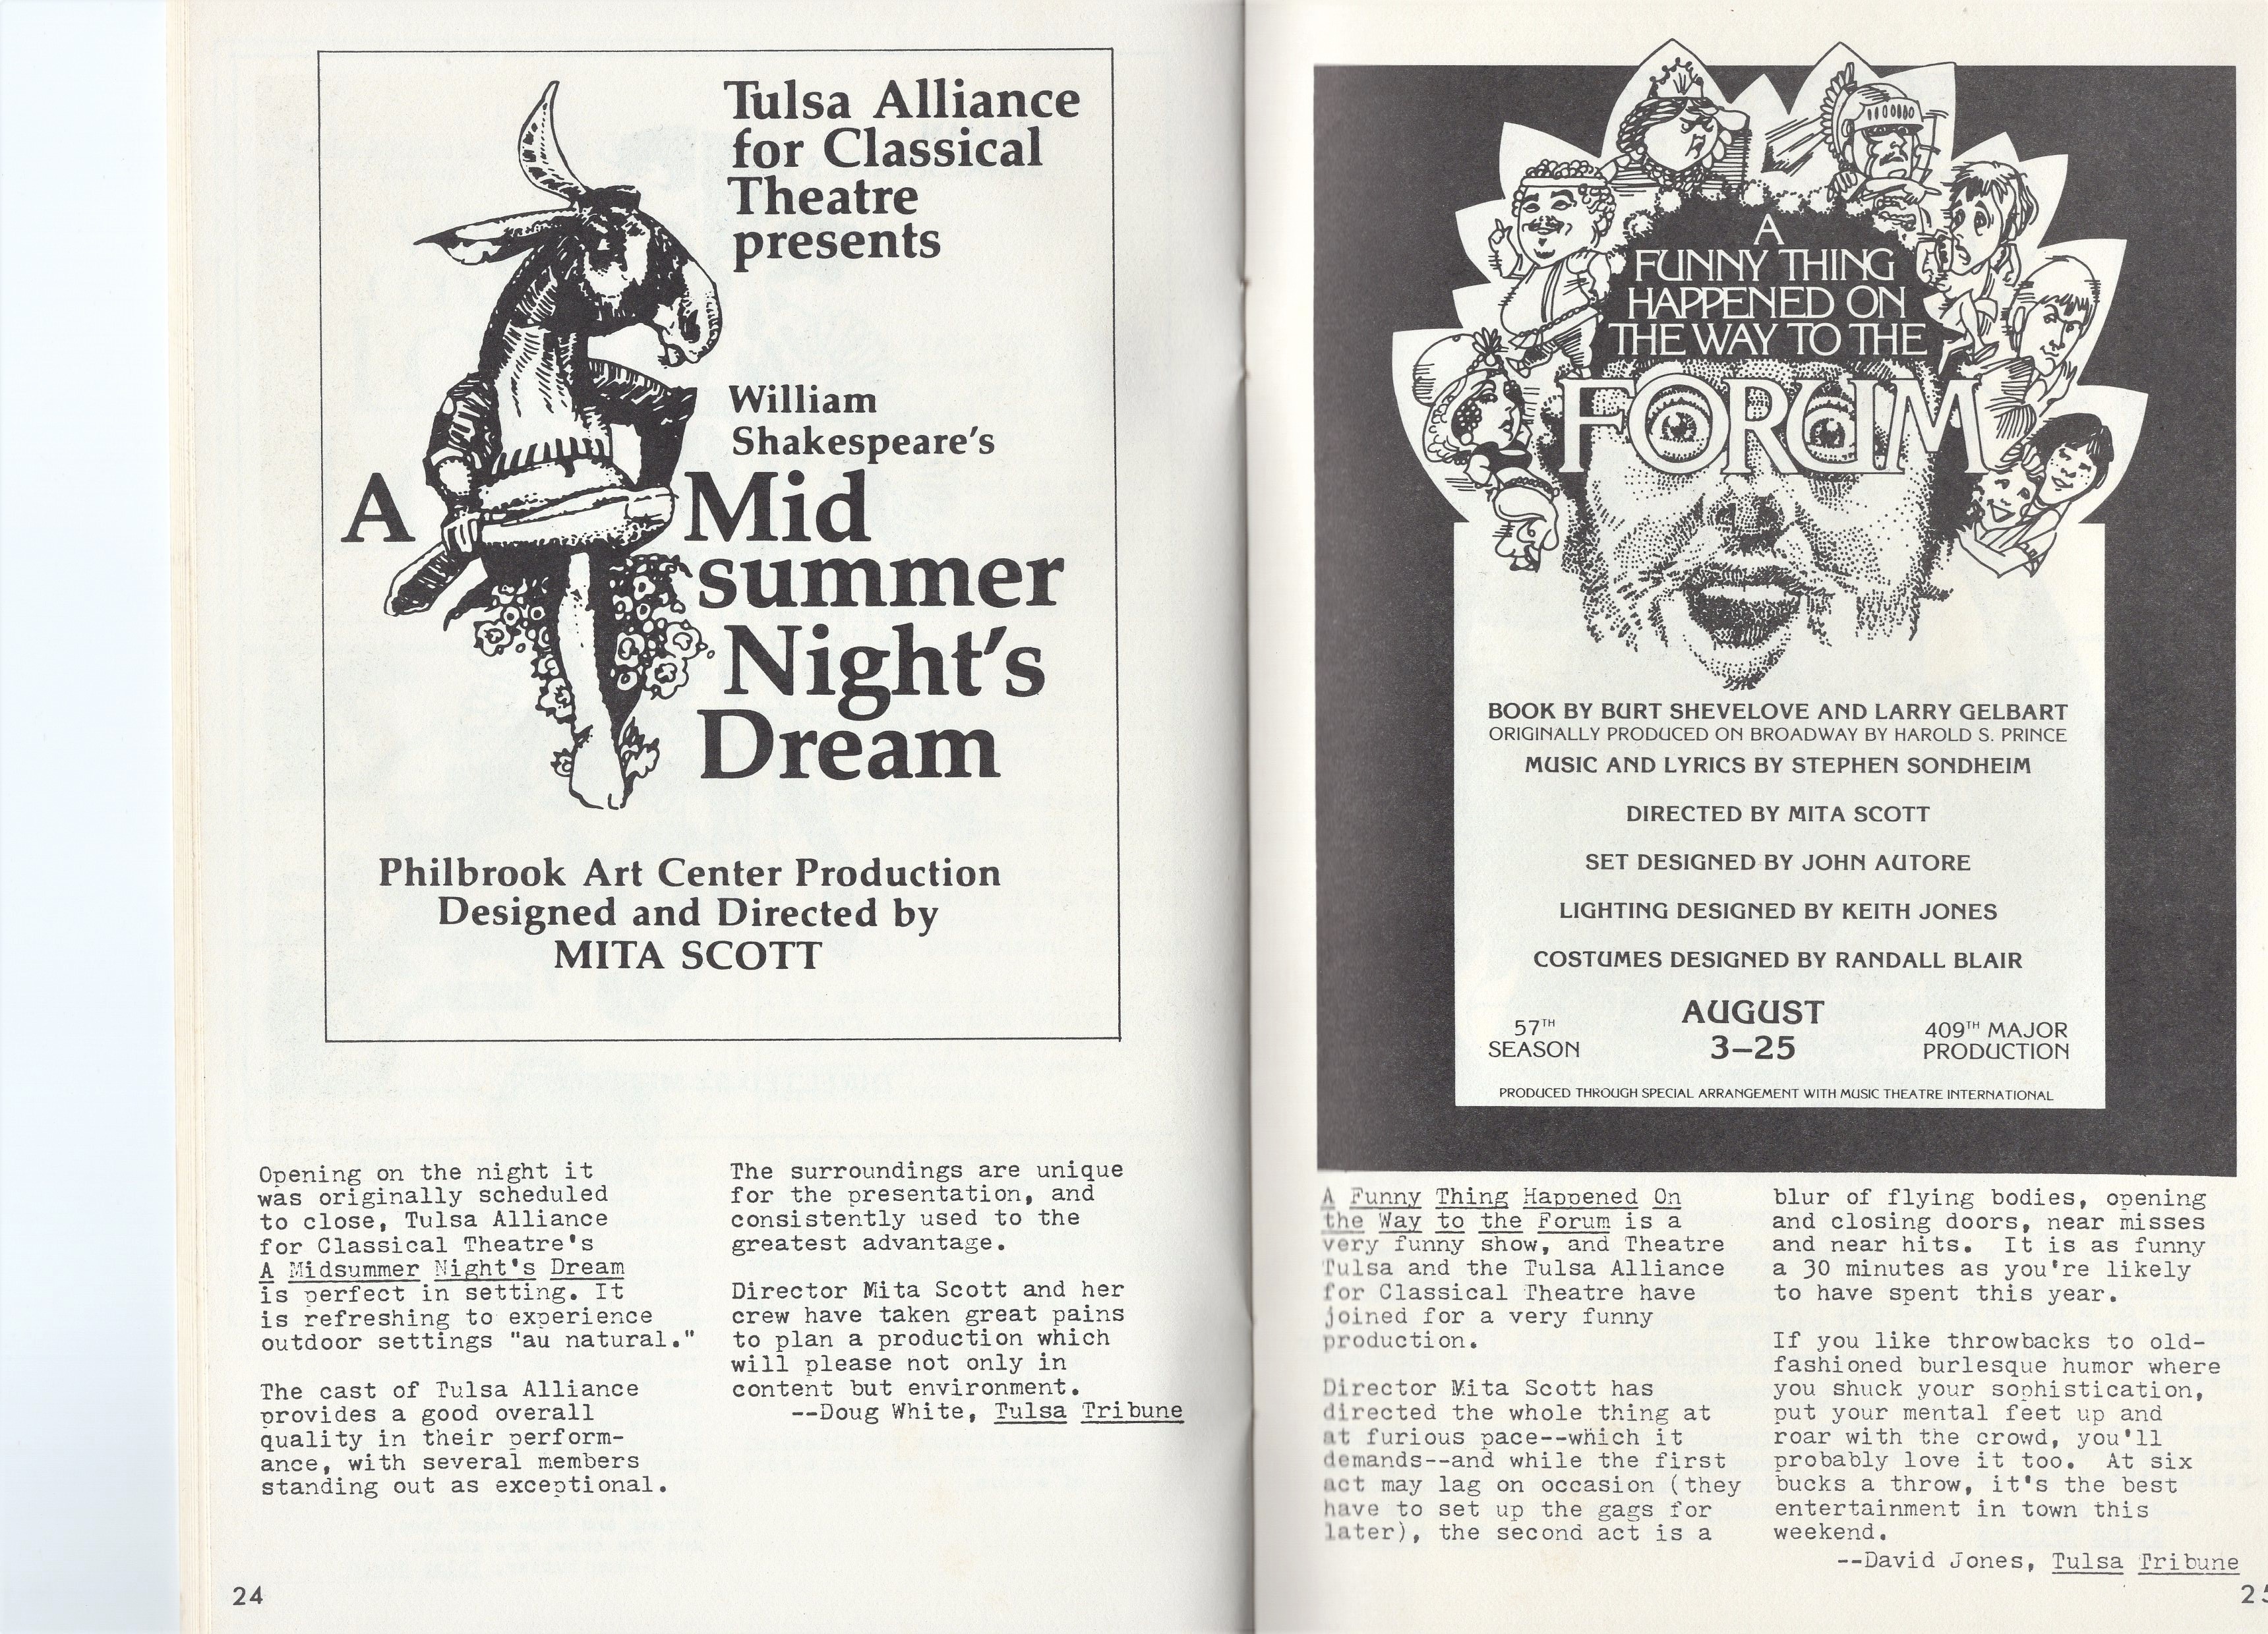 Tulsa Alliance
for Classical
Theatre
presents
William
Shakespeare's
A Mid
summer
Night's
Dream
Philbrook Art Center Production
Designed and Directed by
MITA SCOTT
Opening on the night it
was originally scheduled
to close, Tulsa Alliance
for Classical Theatre's
A Midsummer Night's Dream
is perfect in setting. It
is refreshing to experience
outdoor settings "au natural."
The cast of Tulsa Alliance
provides a good overall
quality in their perform-
ance, with several members
standing out as exceptional.
The surroundings are unique
for the presentation, and
consistently used to the
greatest advantage.
Director Mita Scott and her
crew have taken great pains
to plan a production which
will please not only in
content but environment.
--Doug White, Tulsa Tribune
24
A
FUNNY THING
HAPPENED ON
THE WAY TO THE
FORUM
BOOK BY BURT SHEVELOVE AND LARRY GELBART
ORIGINALLY PRODUCED ON BROADWAY BY HAROLD S. PRINCE
MUSIC AND LYRICS BY STEPHEN SONDHEIM
DIRECTED BY MITA SCOTT
SET DESIGNED BY JOHN AUTORE
LIGHTING DESIGNED BY KEITH JONES
COSTUMES DESIGNED BY RANDALL BLAIR
57TH
SEASON
AUGUST
3–25
409TH MAJOR
PRODUCTION
PRODUCED THROUGH SPECIAL ARRANGEMENT WITH MUSIC THEATRE INTERNATIONAL
A Funny Thing Happened On
the Way to the Forum is a
very funny show, and Theatre
Tulsa and the Tulsa Alliance
for Classical Theatre have
joined for a very funny
production.
Director Mita Scott has
directed the whole thing at
at furious pace--which it
demands--and while the first
act may lag on occasion (they
have to set up the gags for
later), the second act is a
blur of flying bodies, opening
and closing doors, near misses
and near hits. It is as funny
a 30 minutes as you're likely
to have spent this year.
If you like throwbacks to old-
fashioned burlesque humor where
you shuck your sophistication,
put your mental feet up and
roar with the crowd, you'll
probably love it too. At six
bucks a throw, it's the best
entertainment in town this
weekend.
--David Jones, Tulsa Tribune
25